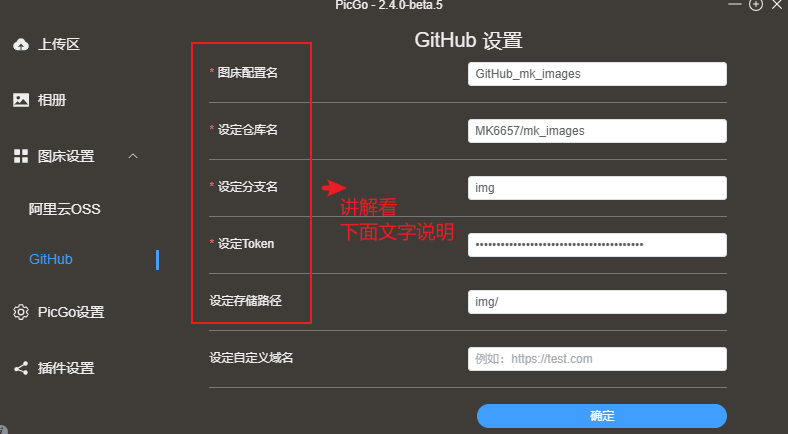 PicGo - 2.4.0-beta.5
上传区
相册
图床设置
阿里云OSS
GitHub
PicGo设置
插件设置
GitHub 设置
* 图床配置名
GitHub_mk_images
* 设定仓库名
MK6657/mk_images
* 设定分支名
img
讲解看
下面文字说明
* 设定Token
设定存储路径
img/
设定自定义域名
例如：https://test.com
确定